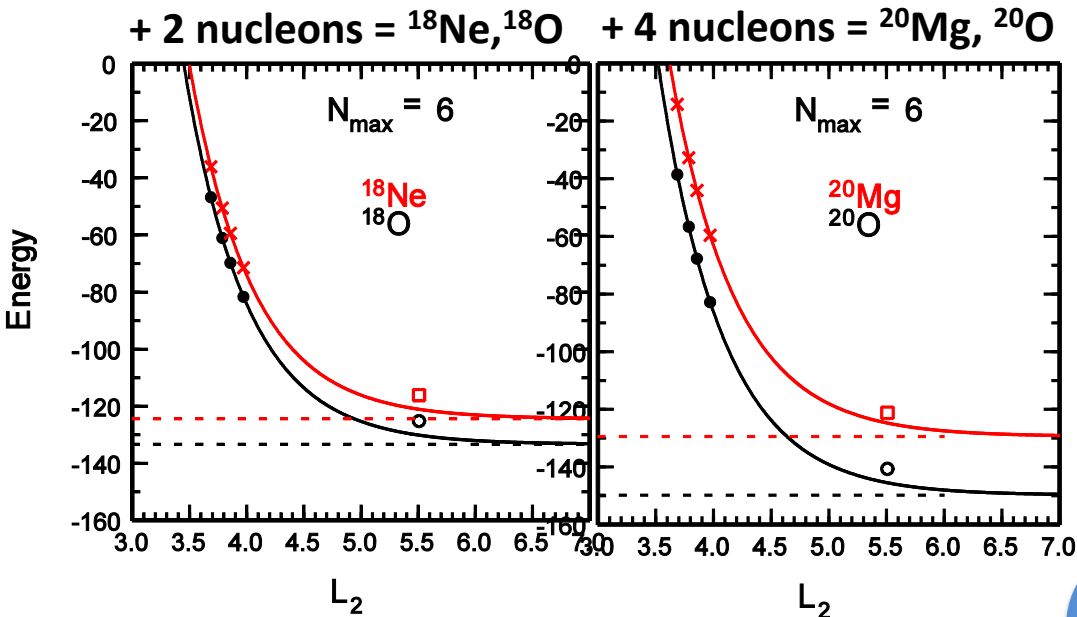 + 2 nucleons = ¹⁸Ne,¹⁸O
+ 4 nucleons = ²⁰Mg, ²⁰O
Energy
0
-20
-40
-60
-80
-100
-120
-140
-160
N_max = 6
¹⁸Ne
¹⁸O
3.0 3.5 4.0 4.5 5.0 5.5 6.0 6.5 7.0
L₂
0
-20
-40
-60
-80
-100
-120
-140
-160
N_max = 6
²⁰Mg
²⁰O
3.0 3.5 4.0 4.5 5.0 5.5 6.0 6.5 7.0
L₂